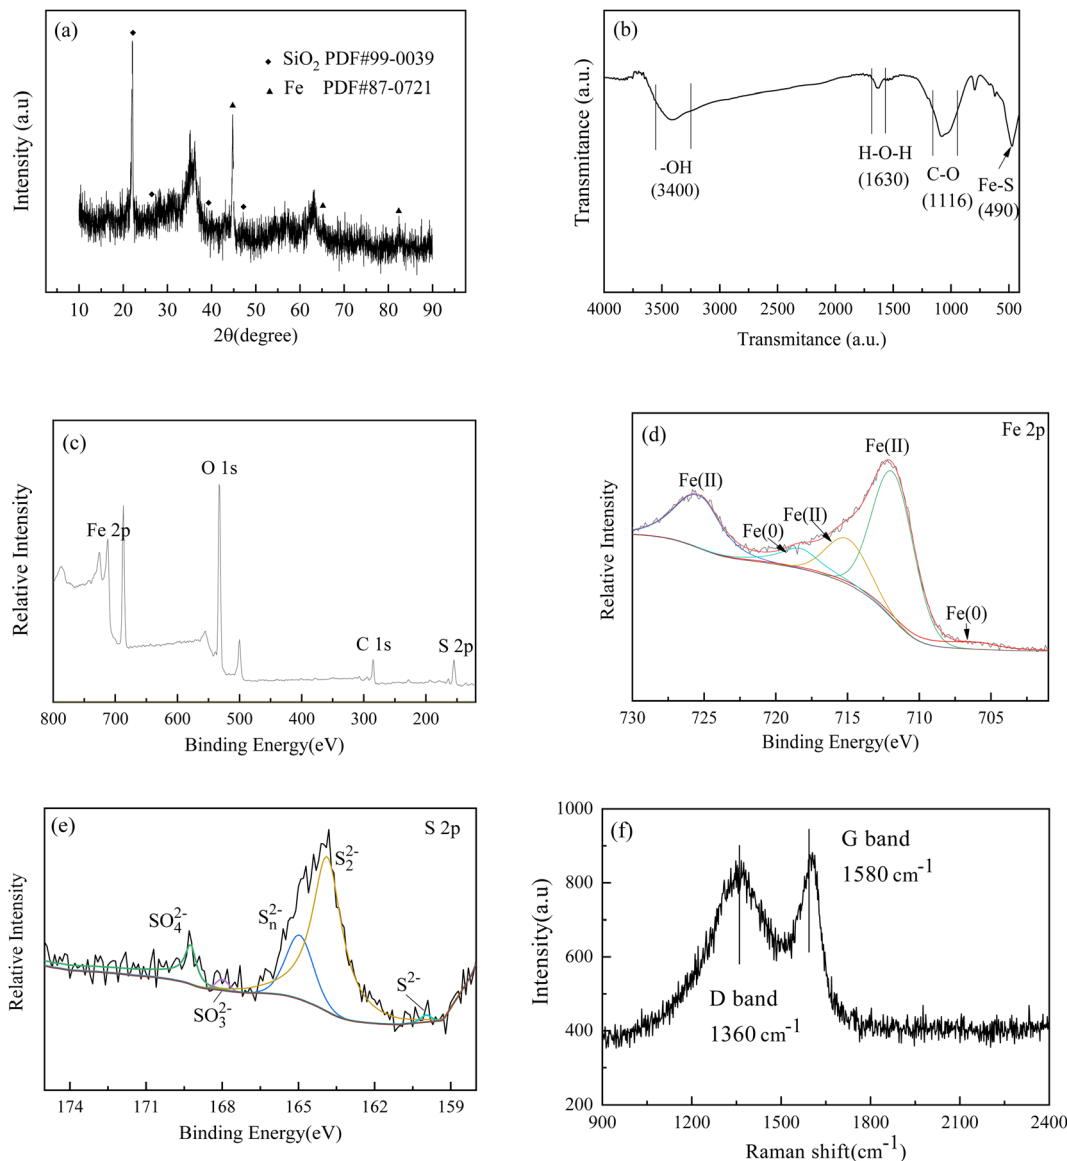 (a)
SiO2 PDF#99-0039
Fe PDF#87-0721
Intensity (a.u)
10 20 30 40 50 60 70 80 90
2θ(degree)
(b)
-OH
(3400)
H-O-H
(1630)
C-O
(1116)
Fe-S
(490)
Transmitance (a.u.)
4000 3500 3000 2500 2000 1500 1000 500
Transmitance (a.u.)
(c)
O 1s
Fe 2p
C 1s
S 2p
Relative Intensity
800 700 600 500 400 300 200
Binding Energy(eV)
(d)
Fe 2p
Fe(II)
Fe(II)
Fe(0)
Fe(II)
Fe(0)
Relative Intensity
730 725 720 715 710 705
Binding Energy(eV)
(e)
S 2p
S2^2-
Sn^2-
SO4^2-
S^2-
SO3^2-
Relative Intensity
174 171 168 165 162 159
Binding Energy(eV)
(f)
G band
1580 cm^-1
D band
1360 cm^-1
Intensity(a.u)
1000
800
600
400
200
900 1200 1500 1800 2100 2400
Raman shift(cm^-1)